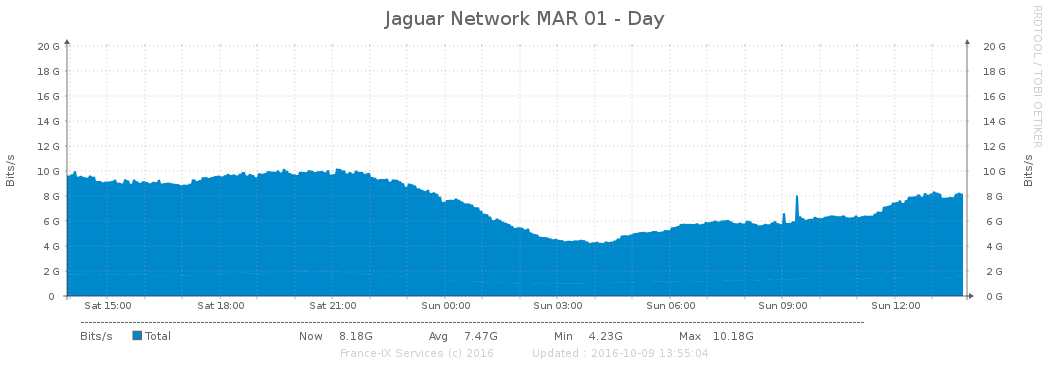 Jaguar Network MAR 01 - Day
RRDTOOL / TOBI OETIKER
Bits/s
20 G 20 G
18 G 18 G
16 G 16 G
14 G 14 G
12 G 12 G
10 G 10 G
8 G 8 G
6 G 6 G
4 G 4 G
2 G 2 G
0 0 G
Bits/s
Sat 15:00 Sat 18:00 Sat 21:00 Sun 00:00 Sun 03:00 Sun 06:00 Sun 09:00 Sun 12:00
Bits/s Total Now 8.18G Avg 7.47G Min 4.23G Max 10.18G
France-IX Services (c) 2016 Updated : 2016-10-09 13:55:04